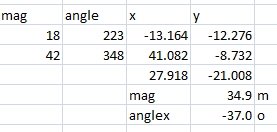 mag angle x y
18 223 -13.164 -12.276
42 348 41.082 -8.732
27.918 -21.008
mag 34.9 m
anglex -37.0 o